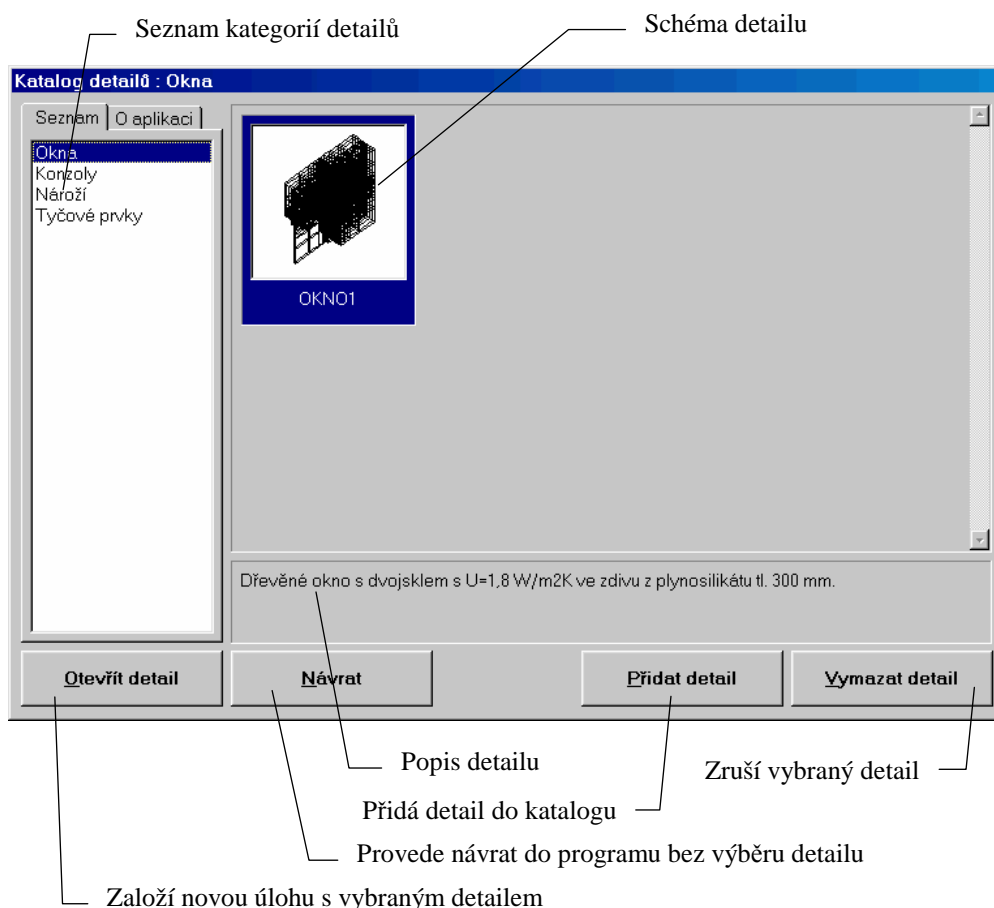 Seznam kategorií detailů
Schéma detailu
Katalog detailů : Okna
Seznam
O aplikaci
Okna
Konzoly
Nároží
Tyčové prvky
OKNO1
Dřevěné okno s dvojsklem s U=1,8 W/m2K ve zdivu z plynosilikátu tl. 300 mm.
Otevřít detail
Návrat
Přidat detail
Vymazat detail
Popis detailu
Zruší vybraný detail
Přidá detail do katalogu
Provede návrat do programu bez výběru detailu
Založí novou úlohu s vybraným detailem